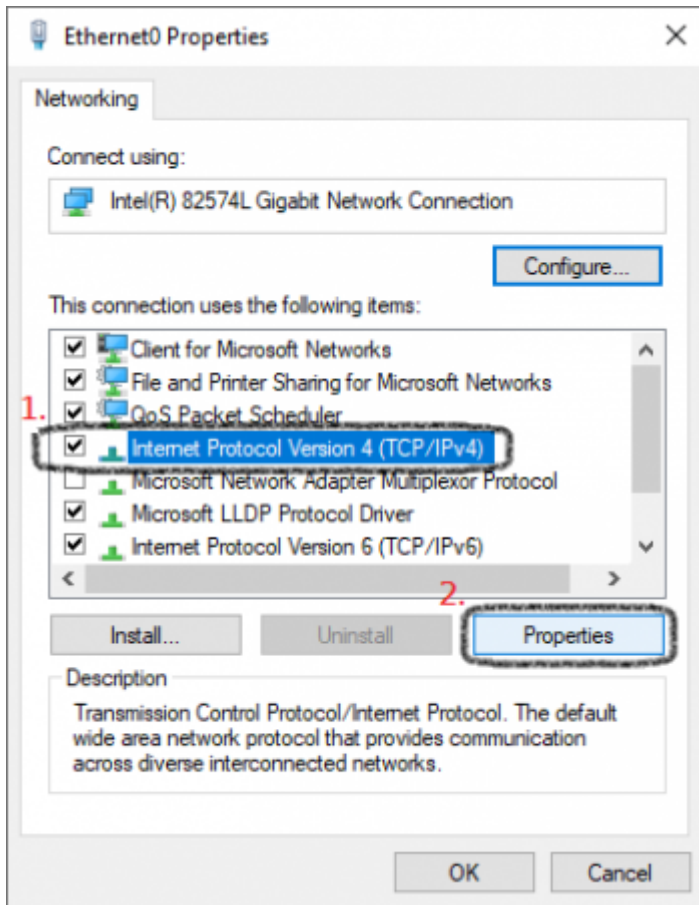 Ethernet0 Properties
Networking
Connect using:
Intel(R) 82574L Gigabit Network Connection
Configure...
This connection uses the following items:
Client for Microsoft Networks
File and Printer Sharing for Microsoft Networks
1.
QoS Packet Scheduler
Internet Protocol Version 4 (TCP/IPv4)
Microsoft Network Adapter Multiplexor Protocol
Microsoft LLDP Protocol Driver
Internet Protocol Version 6 (TCP/IPv6)
2.
Install...
Uninstall
Properties
Description
Transmission Control Protocol/Internet Protocol. The default
wide area network protocol that provides communication
across diverse interconnected networks.
OK
Cancel